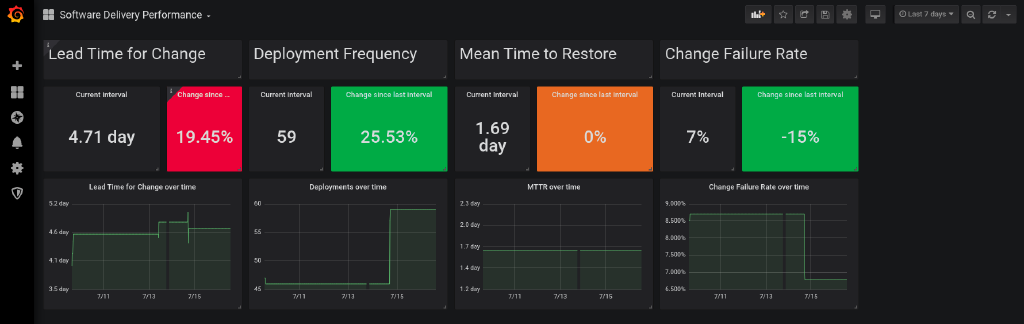 Software Delivery Performance
Last 7 days
Lead Time for Change
Deployment Frequency
Mean Time to Restore
Change Failure Rate
Current Interval
4.71 day
Change since ...
19.45%
Current Interval
59
Change since last interval
25.53%
Current Interval
1.69
day
Change since last interval
0%
Current Interval
7%
Change since last interval
-15%
Lead Time for Change over time
5.2 day
4.6 day
4.1 day
3.5 day
7/11
7/13
7/15
Deployments over time
60
55
50
45
7/11
7/13
7/15
MTTR over time
2.3 day
2.0 day
1.7 day
1.4 day
1.2 day
7/11
7/13
7/15
Change Failure Rate over time
9.000%
8.500%
8.000%
7.500%
7.000%
6.500%
7/11
7/13
7/15